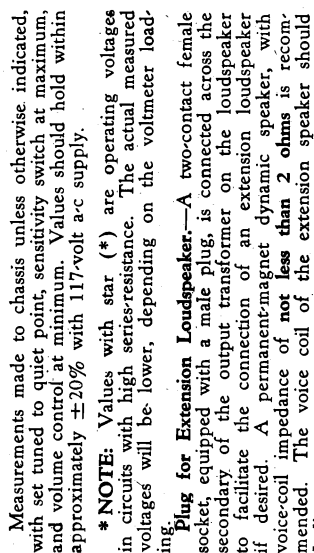 Measurements made to chassis unless otherwise indicated,
with set tuned to quiet point, sensitivity switch at maximum,
and volume control at minimum. Values should hold within
approximately ±20% with 117-volt a-c supply.
* NOTE: Values with star (*) are operating voltages
in circuits with high series-resistance. The actual measured
voltages will be lower, depending on the voltmeter load-
ing.
Plug for Extension Loudspeaker.—A two-contact female
socket, equipped with a male plug, is connected across the
secondary of the output transformer on the loudspeaker
to facilitate the connection of an extension loudspeaker
if desired. A permanent-magnet dynamic speaker, with
voice-coil impedance of not less than 2 ohms is recom-
mended. The voice coil of the extension speaker should